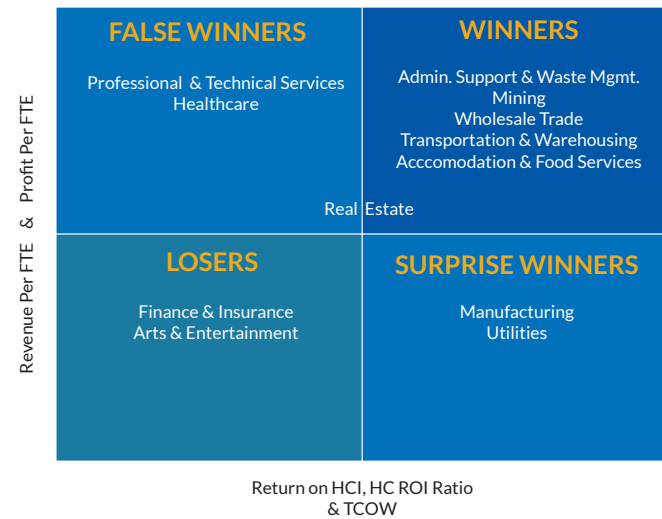 FALSE WINNERS
Professional & Technical Services
Healthcare
WINNERS
Admin. Support & Waste Mgmt.
Mining
Wholesale Trade
Transportation & Warehousing
Acccomodation & Food Services
Real Estate
LOSERS
Finance & Insurance
Arts & Entertainment
SURPRISE WINNERS
Manufacturing
Utilities
Revenue Per FTE & Profit Per FTE
Return on HCI, HC ROI Ratio
& TCOW